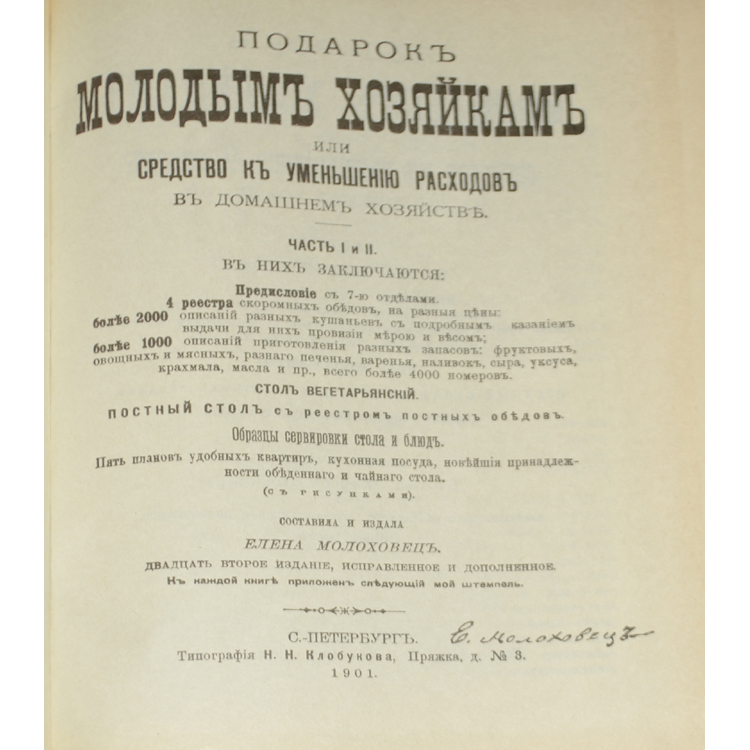 ПОДАРОКЪ
МОЛОДЫМЪ ХОЗЯЙКАМЪ
ИЛИ
СРЕДСТВО КЪ УМЕНЬШЕНІЮ РАСХОДОВЪ
ВЪ ДОМАШНЕМЪ ХОЗЯЙСТВѢ.
ЧАСТЬ I и II.
ВЪ НИХЪ ЗАКЛЮЧАЮТСЯ:
Предисловіе съ 7-ю отдѣлами.
4 реестра скоромныхъ обѣдовъ, на разныя цѣны:
болѣе 2000 описаній разныхъ кушаньевъ съ подробнымъ казаніемъ
выдачи для нихъ провизіи мѣрою и вѣсомъ;
болѣе 1000 описаній приготовленія разныхъ запасовъ: фруктовыхъ,
овощныхъ и мясныхъ, разнаго печенья, варенья, наливокъ, сыра, уксуса,
крахмала, масла и пр., всего болѣе 4000 номеровъ.
СТОЛЪ ВЕГЕТАРЬЯНСКІЙ.
ПОСТНЫЙ СТОЛЪ съ реестромъ постныхъ обѣдовъ.
Образцы сервировки стола и блюдъ.
Пять плановъ удобныхъ квартиръ, кухонная посуда, новѣйшія принадлеж-
ности обѣденнаго и чайнаго стола.
(СЪ РИСУНКАМИ).
СОСТАВИЛА И ИЗДАЛА
ЕЛЕНА МОЛОХОВЕЦЪ.
ДВАДЦАТЬ ВТОРОЕ ИЗДАНІЕ, ИСПРАВЛЕННОЕ И ДОПОЛНЕННОЕ.
Къ каждой книгѣ приложенъ слѣдующій мой штемпель.
С.-ПЕТЕРБУРГЪ. Е. Молоховецъ
Типографія Н. Н. Клобукова, Пряжка, д. № 3.
1901.